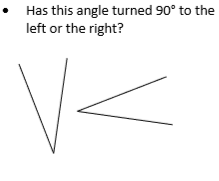 • Has this angle turned 90° to the
left or the right?